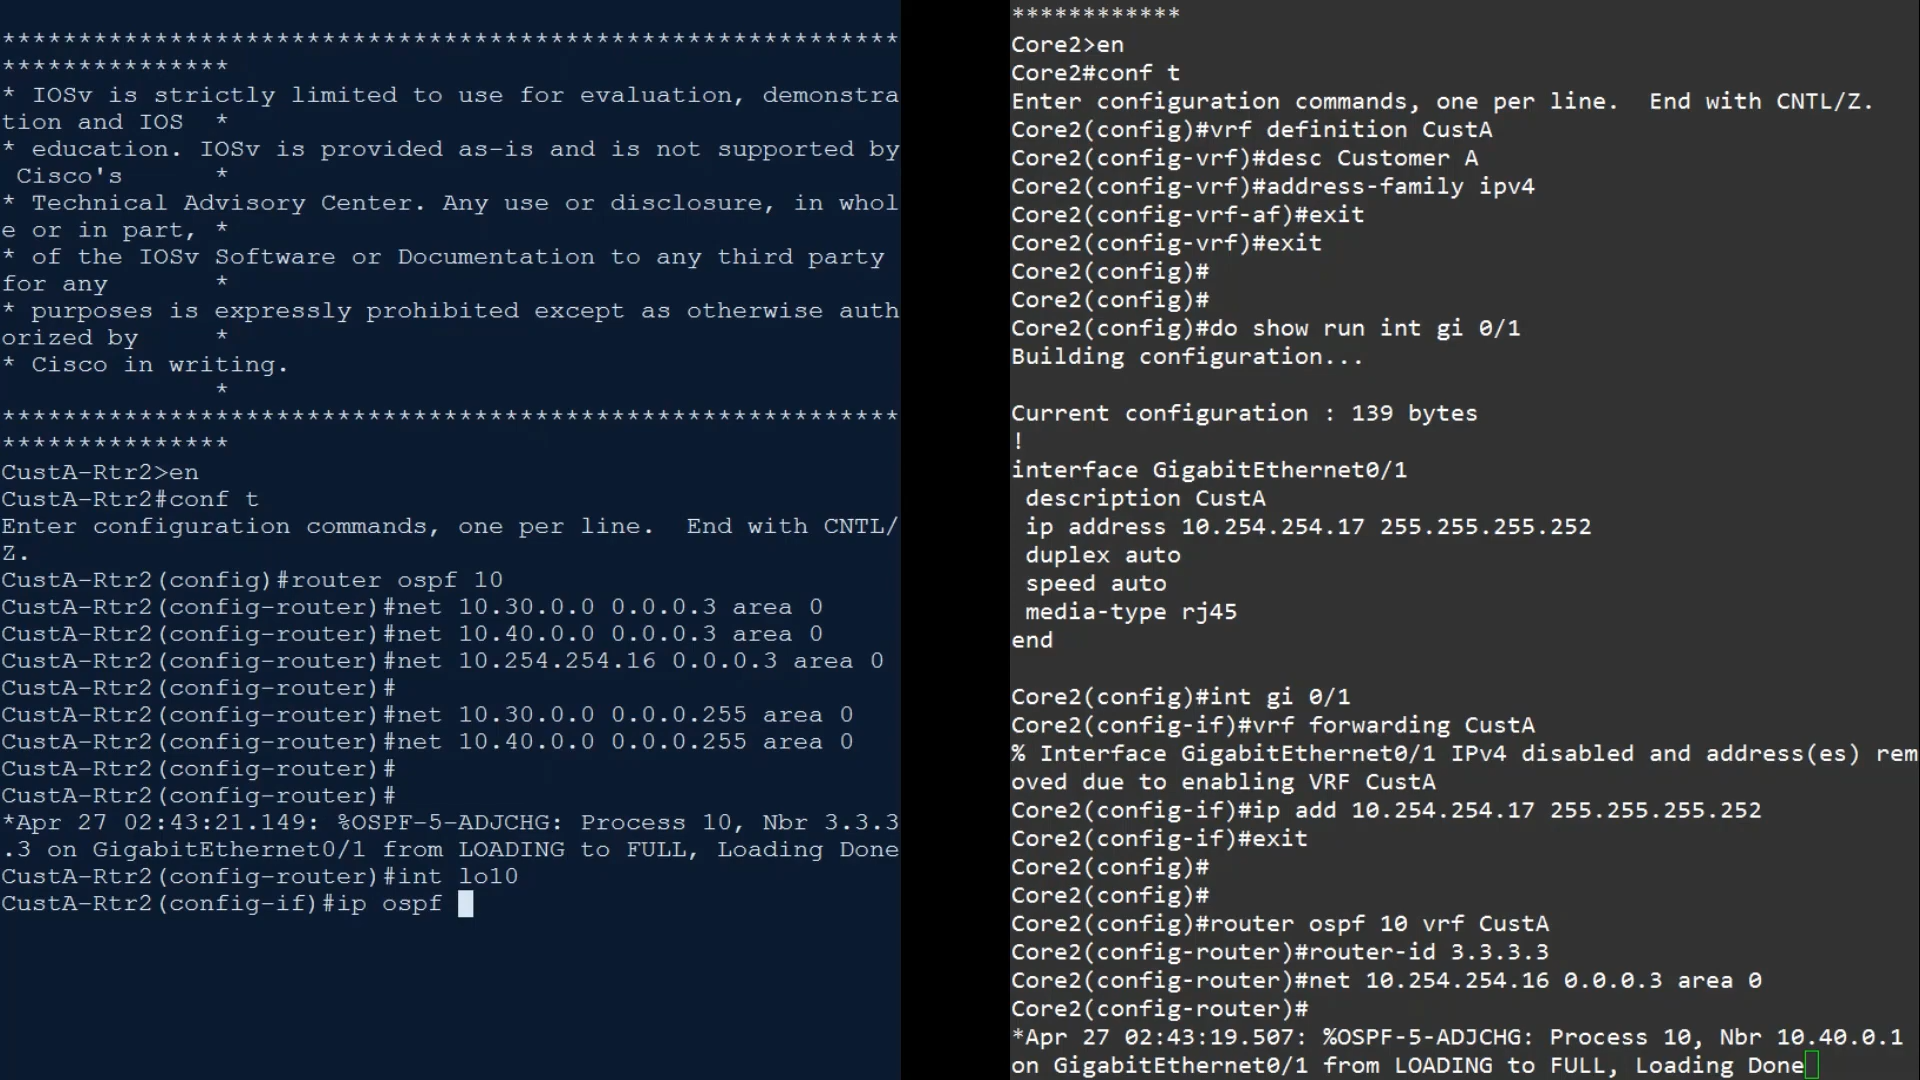 ***********************************************************
***************
* IOSv is strictly limited to use for evaluation, demonstra
tion and IOS  *
* education. IOSv is provided as-is and is not supported by
 Cisco's      *
* Technical Advisory Center. Any use or disclosure, in whol
e or in part, *
* of the IOSv Software or Documentation to any third party
for any       *
* purposes is expressly prohibited except as otherwise auth
orized by     *
* Cisco in writing.
              *
***********************************************************
***************
CustA-Rtr2>en
CustA-Rtr2#conf t
Enter configuration commands, one per line.  End with CNTL/
Z.
CustA-Rtr2(config)#router ospf 10
CustA-Rtr2(config-router)#net 10.30.0.0 0.0.0.3 area 0
CustA-Rtr2(config-router)#net 10.40.0.0 0.0.0.3 area 0
CustA-Rtr2(config-router)#net 10.254.254.16 0.0.0.3 area 0
CustA-Rtr2(config-router)#
CustA-Rtr2(config-router)#net 10.30.0.0 0.0.0.255 area 0
CustA-Rtr2(config-router)#net 10.40.0.0 0.0.0.255 area 0
CustA-Rtr2(config-router)#
CustA-Rtr2(config-router)#
*Apr 27 02:43:21.149: %OSPF-5-ADJCHG: Process 10, Nbr 3.3.3
.3 on GigabitEthernet0/1 from LOADING to FULL, Loading Done
CustA-Rtr2(config-router)#int lo10
CustA-Rtr2(config-if)#ip ospf
************
Core2>en
Core2#conf t
Enter configuration commands, one per line.  End with CNTL/Z.
Core2(config)#vrf definition CustA
Core2(config-vrf)#desc Customer A
Core2(config-vrf)#address-family ipv4
Core2(config-vrf-af)#exit
Core2(config-vrf)#exit
Core2(config)#
Core2(config)#
Core2(config)#do show run int gi 0/1
Building configuration...
Current configuration : 139 bytes
!
interface GigabitEthernet0/1
 description CustA
 ip address 10.254.254.17 255.255.255.252
 duplex auto
 speed auto
 media-type rj45
end
Core2(config)#int gi 0/1
Core2(config-if)#vrf forwarding CustA
% Interface GigabitEthernet0/1 IPv4 disabled and address(es) rem
oved due to enabling VRF CustA
Core2(config-if)#ip add 10.254.254.17 255.255.255.252
Core2(config-if)#exit
Core2(config)#
Core2(config)#
Core2(config)#router ospf 10 vrf CustA
Core2(config-router)#router-id 3.3.3.3
Core2(config-router)#net 10.254.254.16 0.0.0.3 area 0
Core2(config-router)#
*Apr 27 02:43:19.507: %OSPF-5-ADJCHG: Process 10, Nbr 10.40.0.1
on GigabitEthernet0/1 from LOADING to FULL, Loading Done